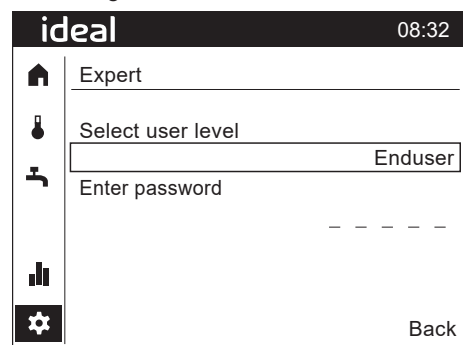 ideal 08:32
Expert
Select user level
Enduser
Enter password
_ _ _ _ _
Back